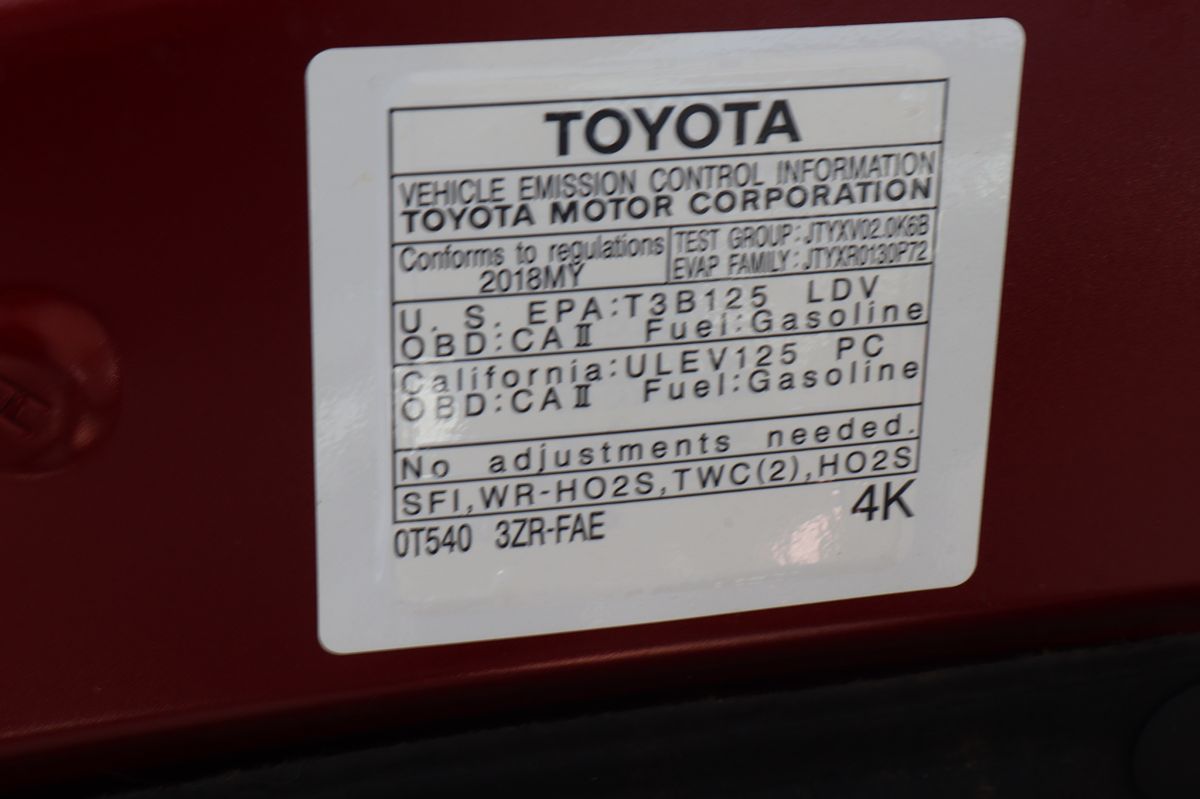 TOYOTA
VEHICLE EMISSION CONTROL INFORMATION
TOYOTA MOTOR CORPORATION
Conforms to regulations
2018MY
TEST GROUP:JTYXV02.0K6B
EVAP FAMILY:JTYXR0130P72
U. S. EPA:T3B125 LDV
OBD:CAⅡ Fuel:Gasoline
California:ULEV125 PC
OBD:CAⅡ Fuel:Gasoline
No adjustments needed.
SFI,WR-HO2S,TWC(2),HO2S
0T540 3ZR-FAE
4K